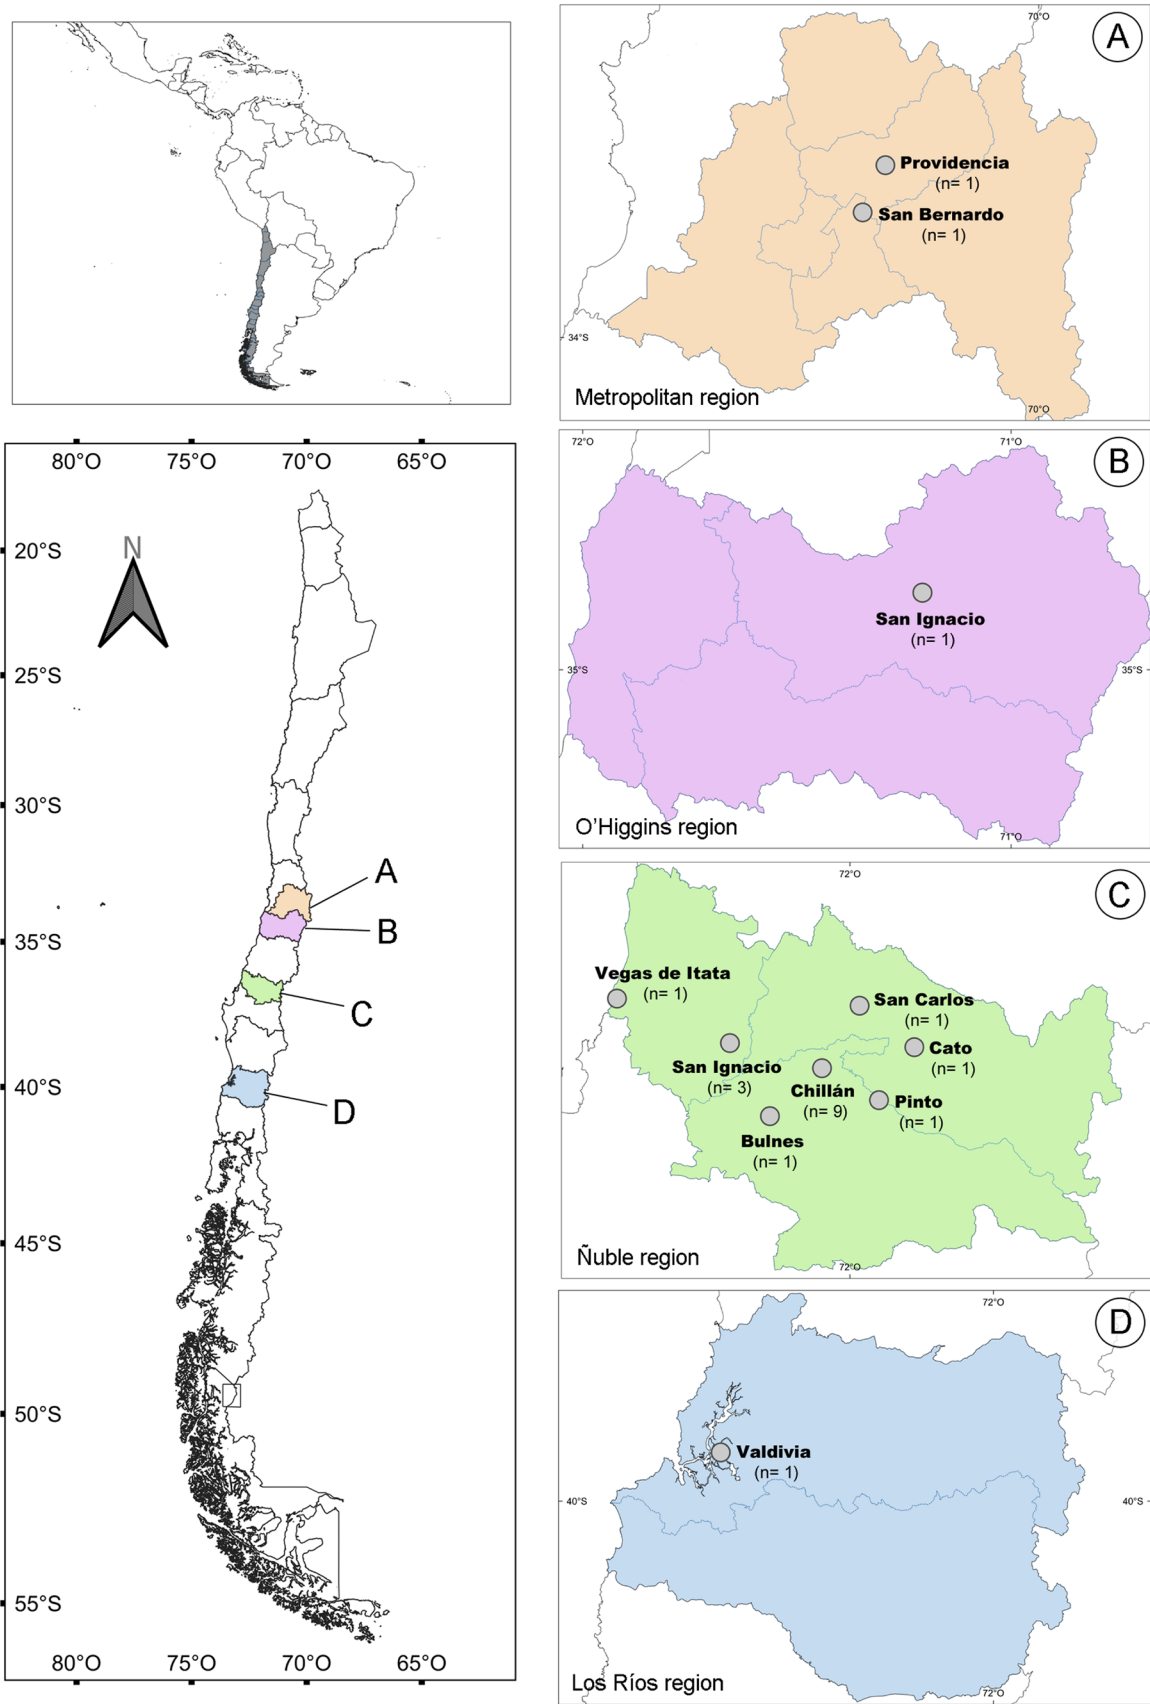 80°O 75°O 70°O 65°O
N
20°S
25°S
30°S
35°S
40°S
45°S
50°S
55°S
A
B
C
D
80°O 75°O 70°O 65°O
70°O
A
Providencia
(n= 1)
San Bernardo
(n= 1)
34°S
Metropolitan region
70°O
72°O 71°O
B
San Ignacio
(n= 1)
35°S 35°S
O'Higgins region
71°O
72°O
C
Vegas de Itata
(n= 1)
San Carlos
(n= 1)
Cato
(n= 1)
San Ignacio
(n= 3)
Chillán
(n= 9)
Pinto
(n= 1)
Bulnes
(n= 1)
Ñuble region
72°O
72°O
D
Valdivia
(n= 1)
40°S 40°S
Los Ríos region
72°O